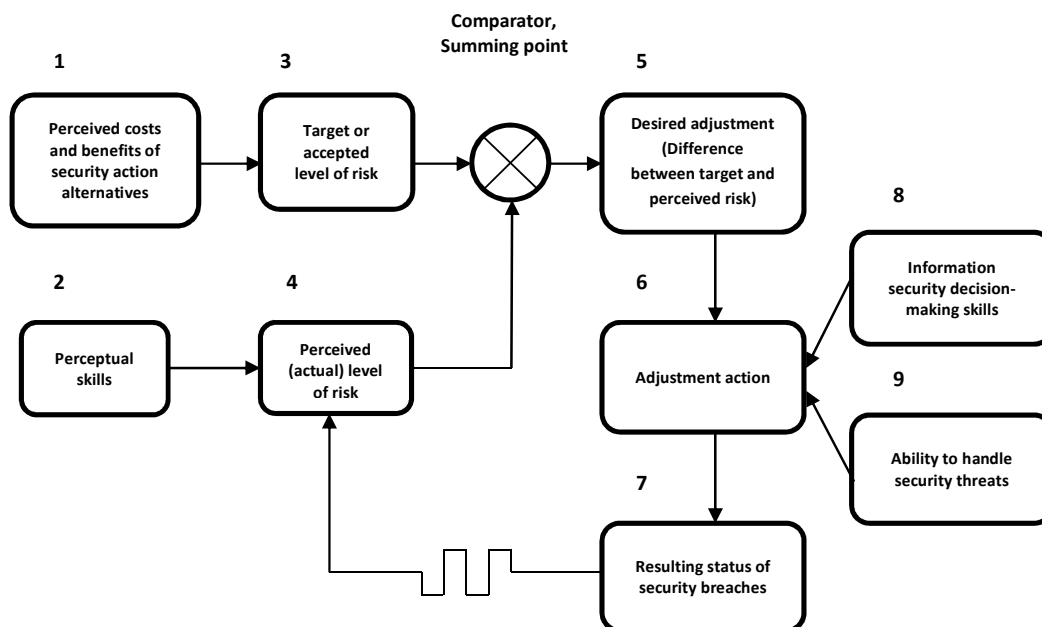 Comparator,
Summing point
1
3
5
Perceived costs
and benefits of
security action
alternatives
Target or
accepted
level of risk
Desired adjustment
(Difference
between target and
perceived risk)
8
2
4
6
Information
security decision-
making skills
Perceptual
skills
Perceived
(actual) level
of risk
Adjustment action
9
7
Ability to handle
security threats
Resulting status of
security breaches